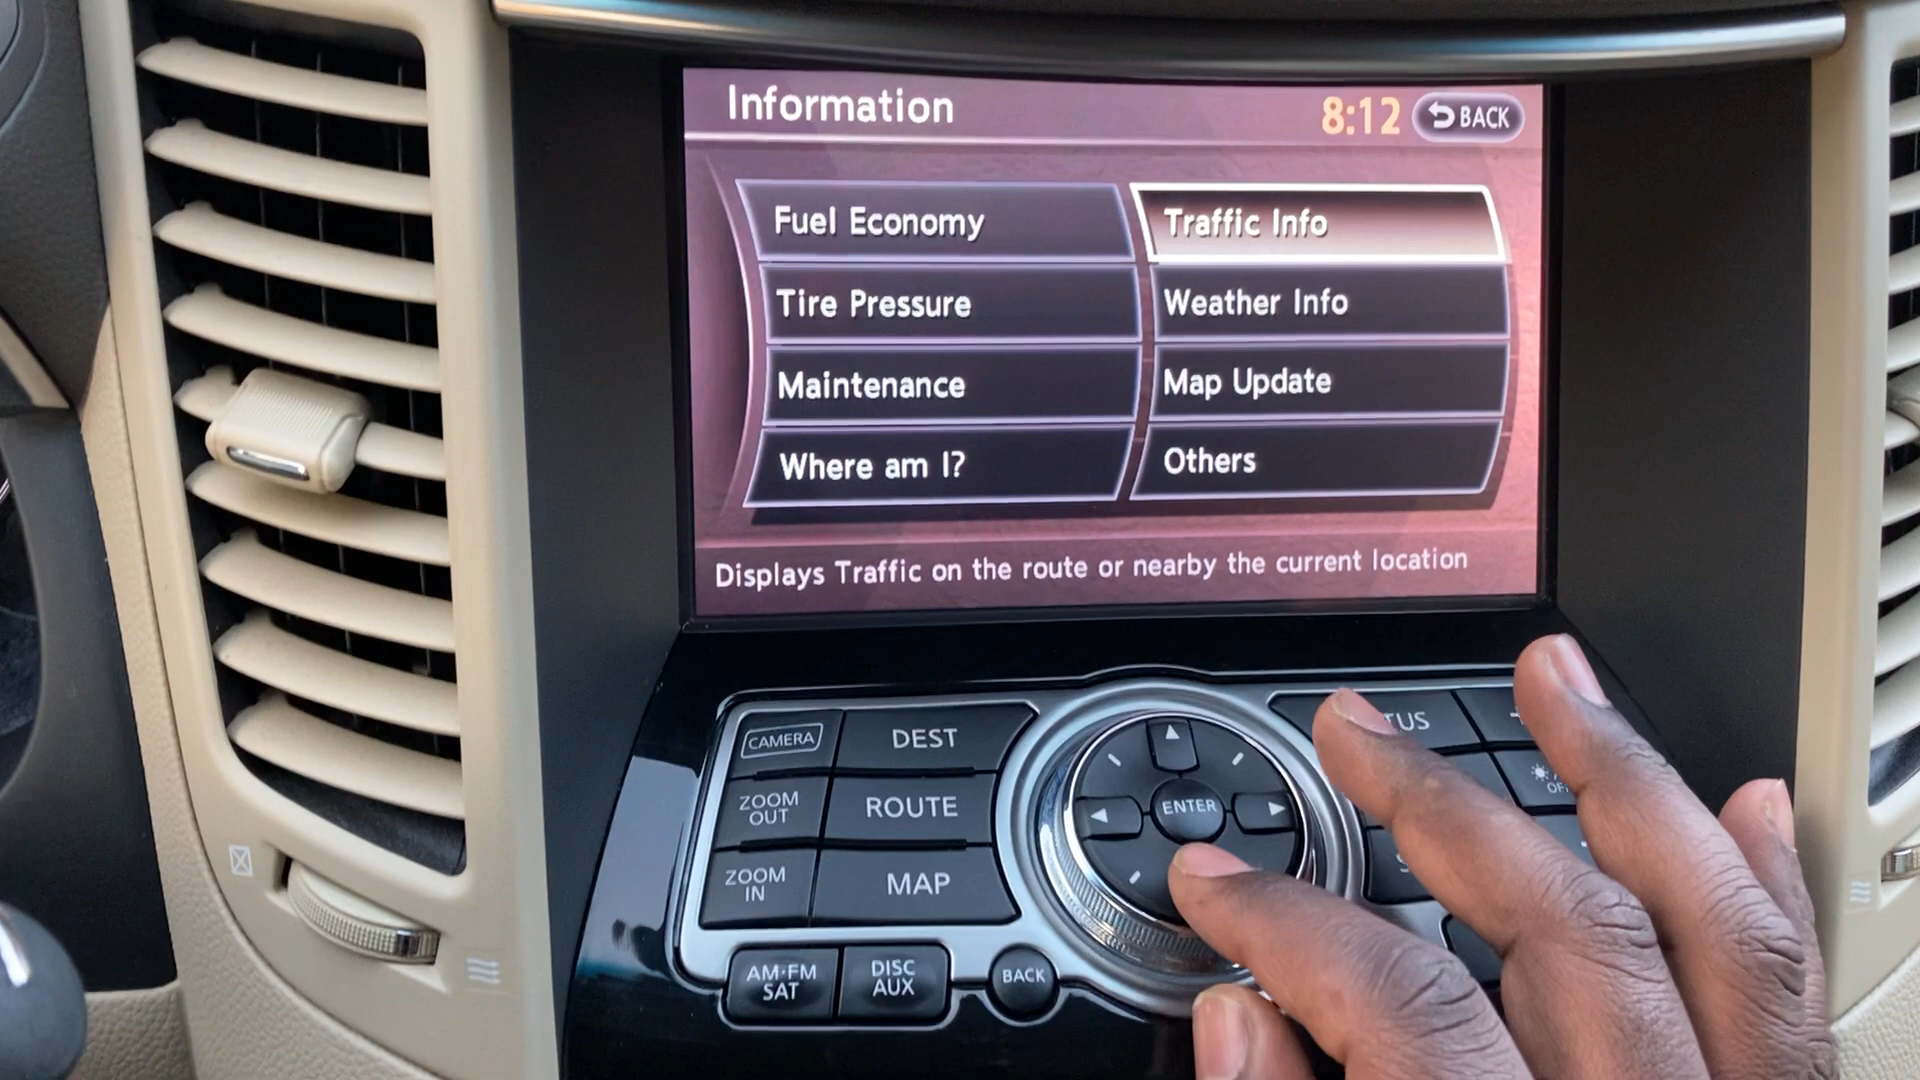 Information
8:12
BACK
Fuel Economy
Traffic Info
Tire Pressure
Weather Info
Maintenance
Map Update
Where am I?
Others
Displays Traffic on the route or nearby the current location
CAMERA
DEST
ZOOM
OUT
ROUTE
ZOOM
IN
MAP
ENTER
AM·FM
SAT
DISC
AUX
BACK